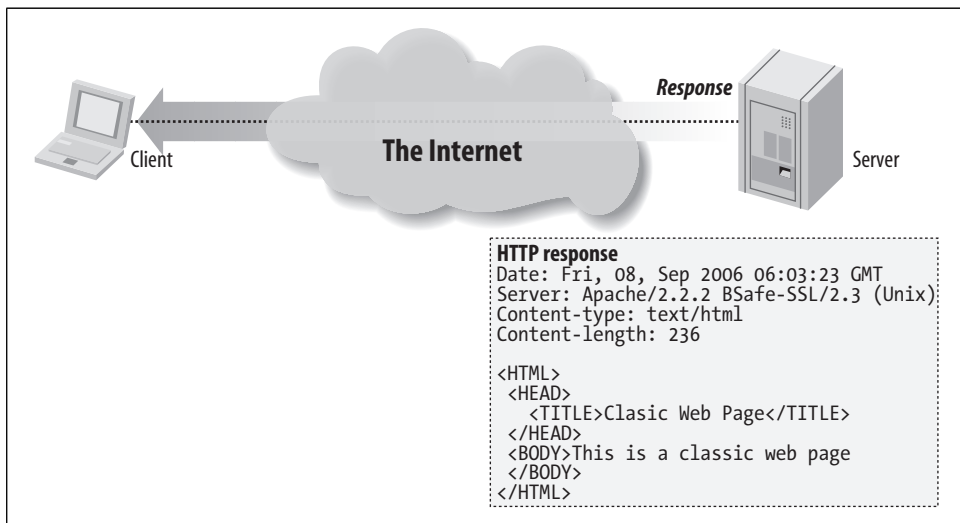 Response
Client
The Internet
Server
HTTP response
Date: Fri, 08, Sep 2006 06:03:23 GMT
Server: Apache/2.2.2 BSafe-SSL/2.3 (Unix)
Content-type: text/html
Content-length: 236
<HTML>
<HEAD>
<TITLE>Clasic Web Page</TITLE>
</HEAD>
<BODY>This is a classic web page
</BODY>
</HTML>